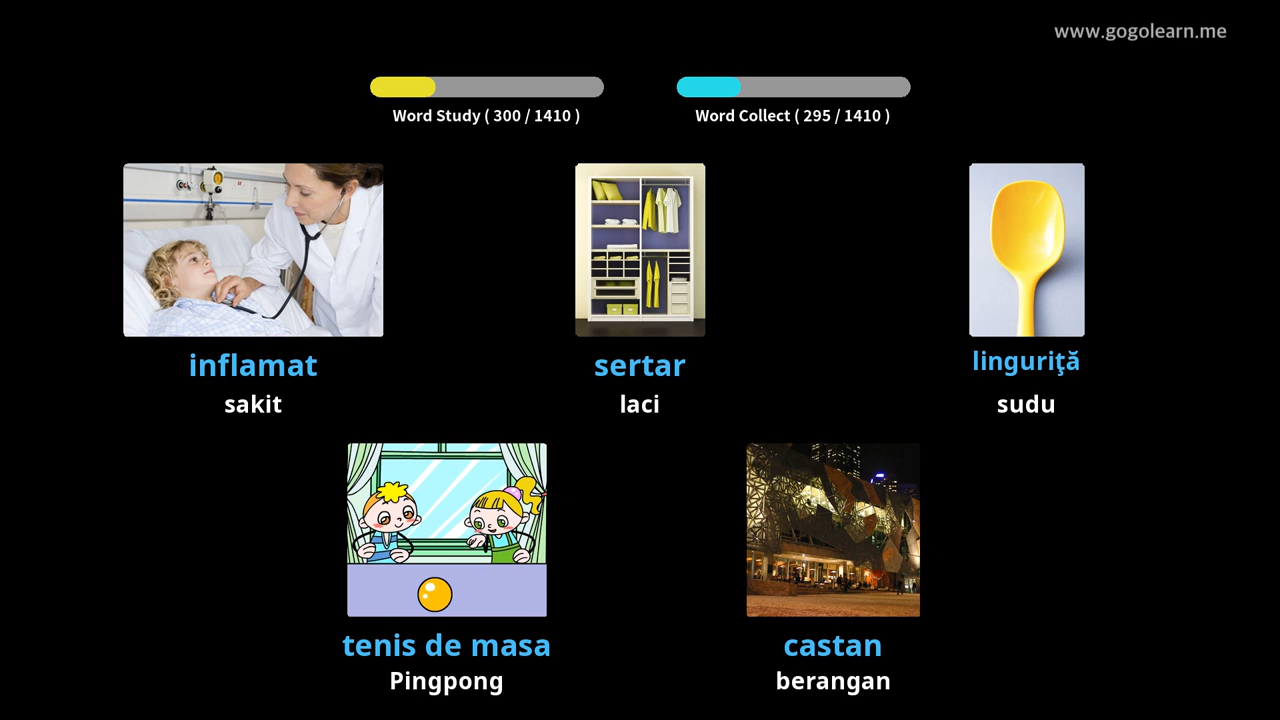 www.gogolearn.me
Word Study ( 300 / 1410 )
Word Collect ( 295 / 1410 )
inflamat
sakit
sertar
laci
linguriţă
sudu
tenis de masa
Pingpong
castan
berangan